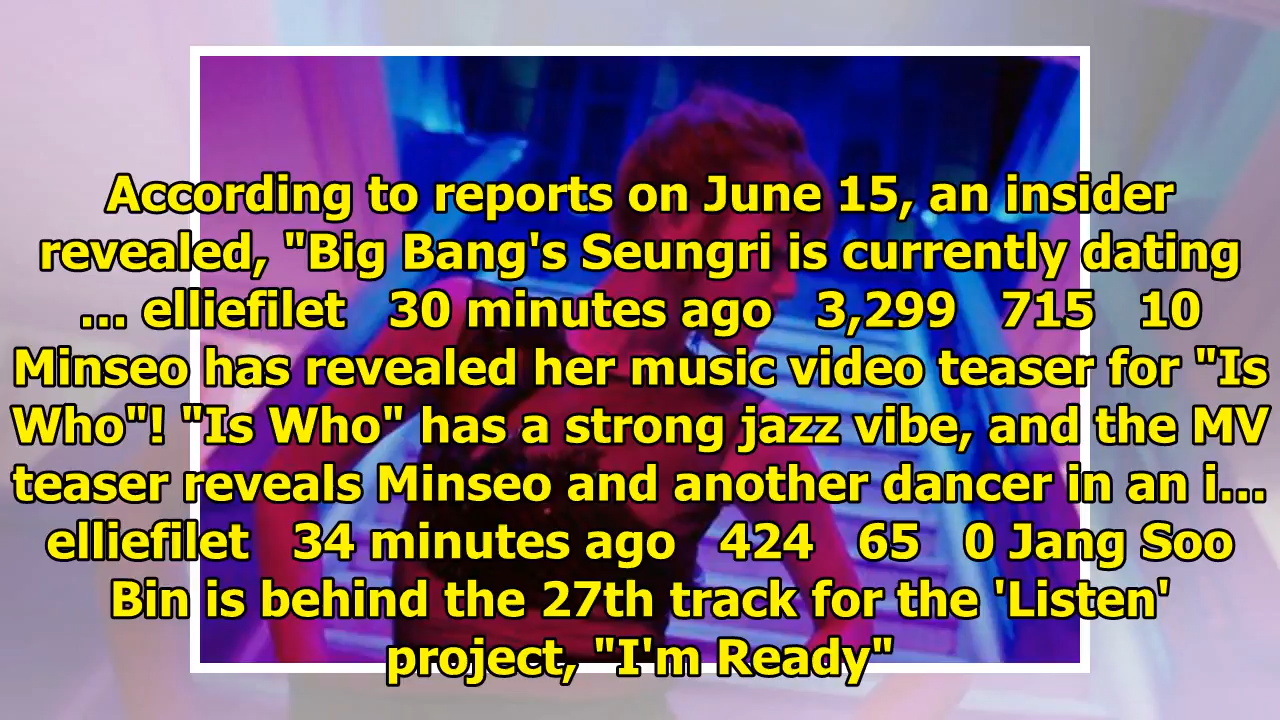 According to reports on June 15, an insider
revealed, "Big Bang's Seungri is currently dating
... elliefilet 30 minutes ago 3,299 715 10
Minseo has revealed her music video teaser for "Is
Who"! "Is Who" has a strong jazz vibe, and the MV
teaser reveals Minseo and another dancer in an i...
elliefilet 34 minutes ago 424 65 0 Jang Soo
Bin is behind the 27th track for the 'Listen'
project, "I'm Ready"